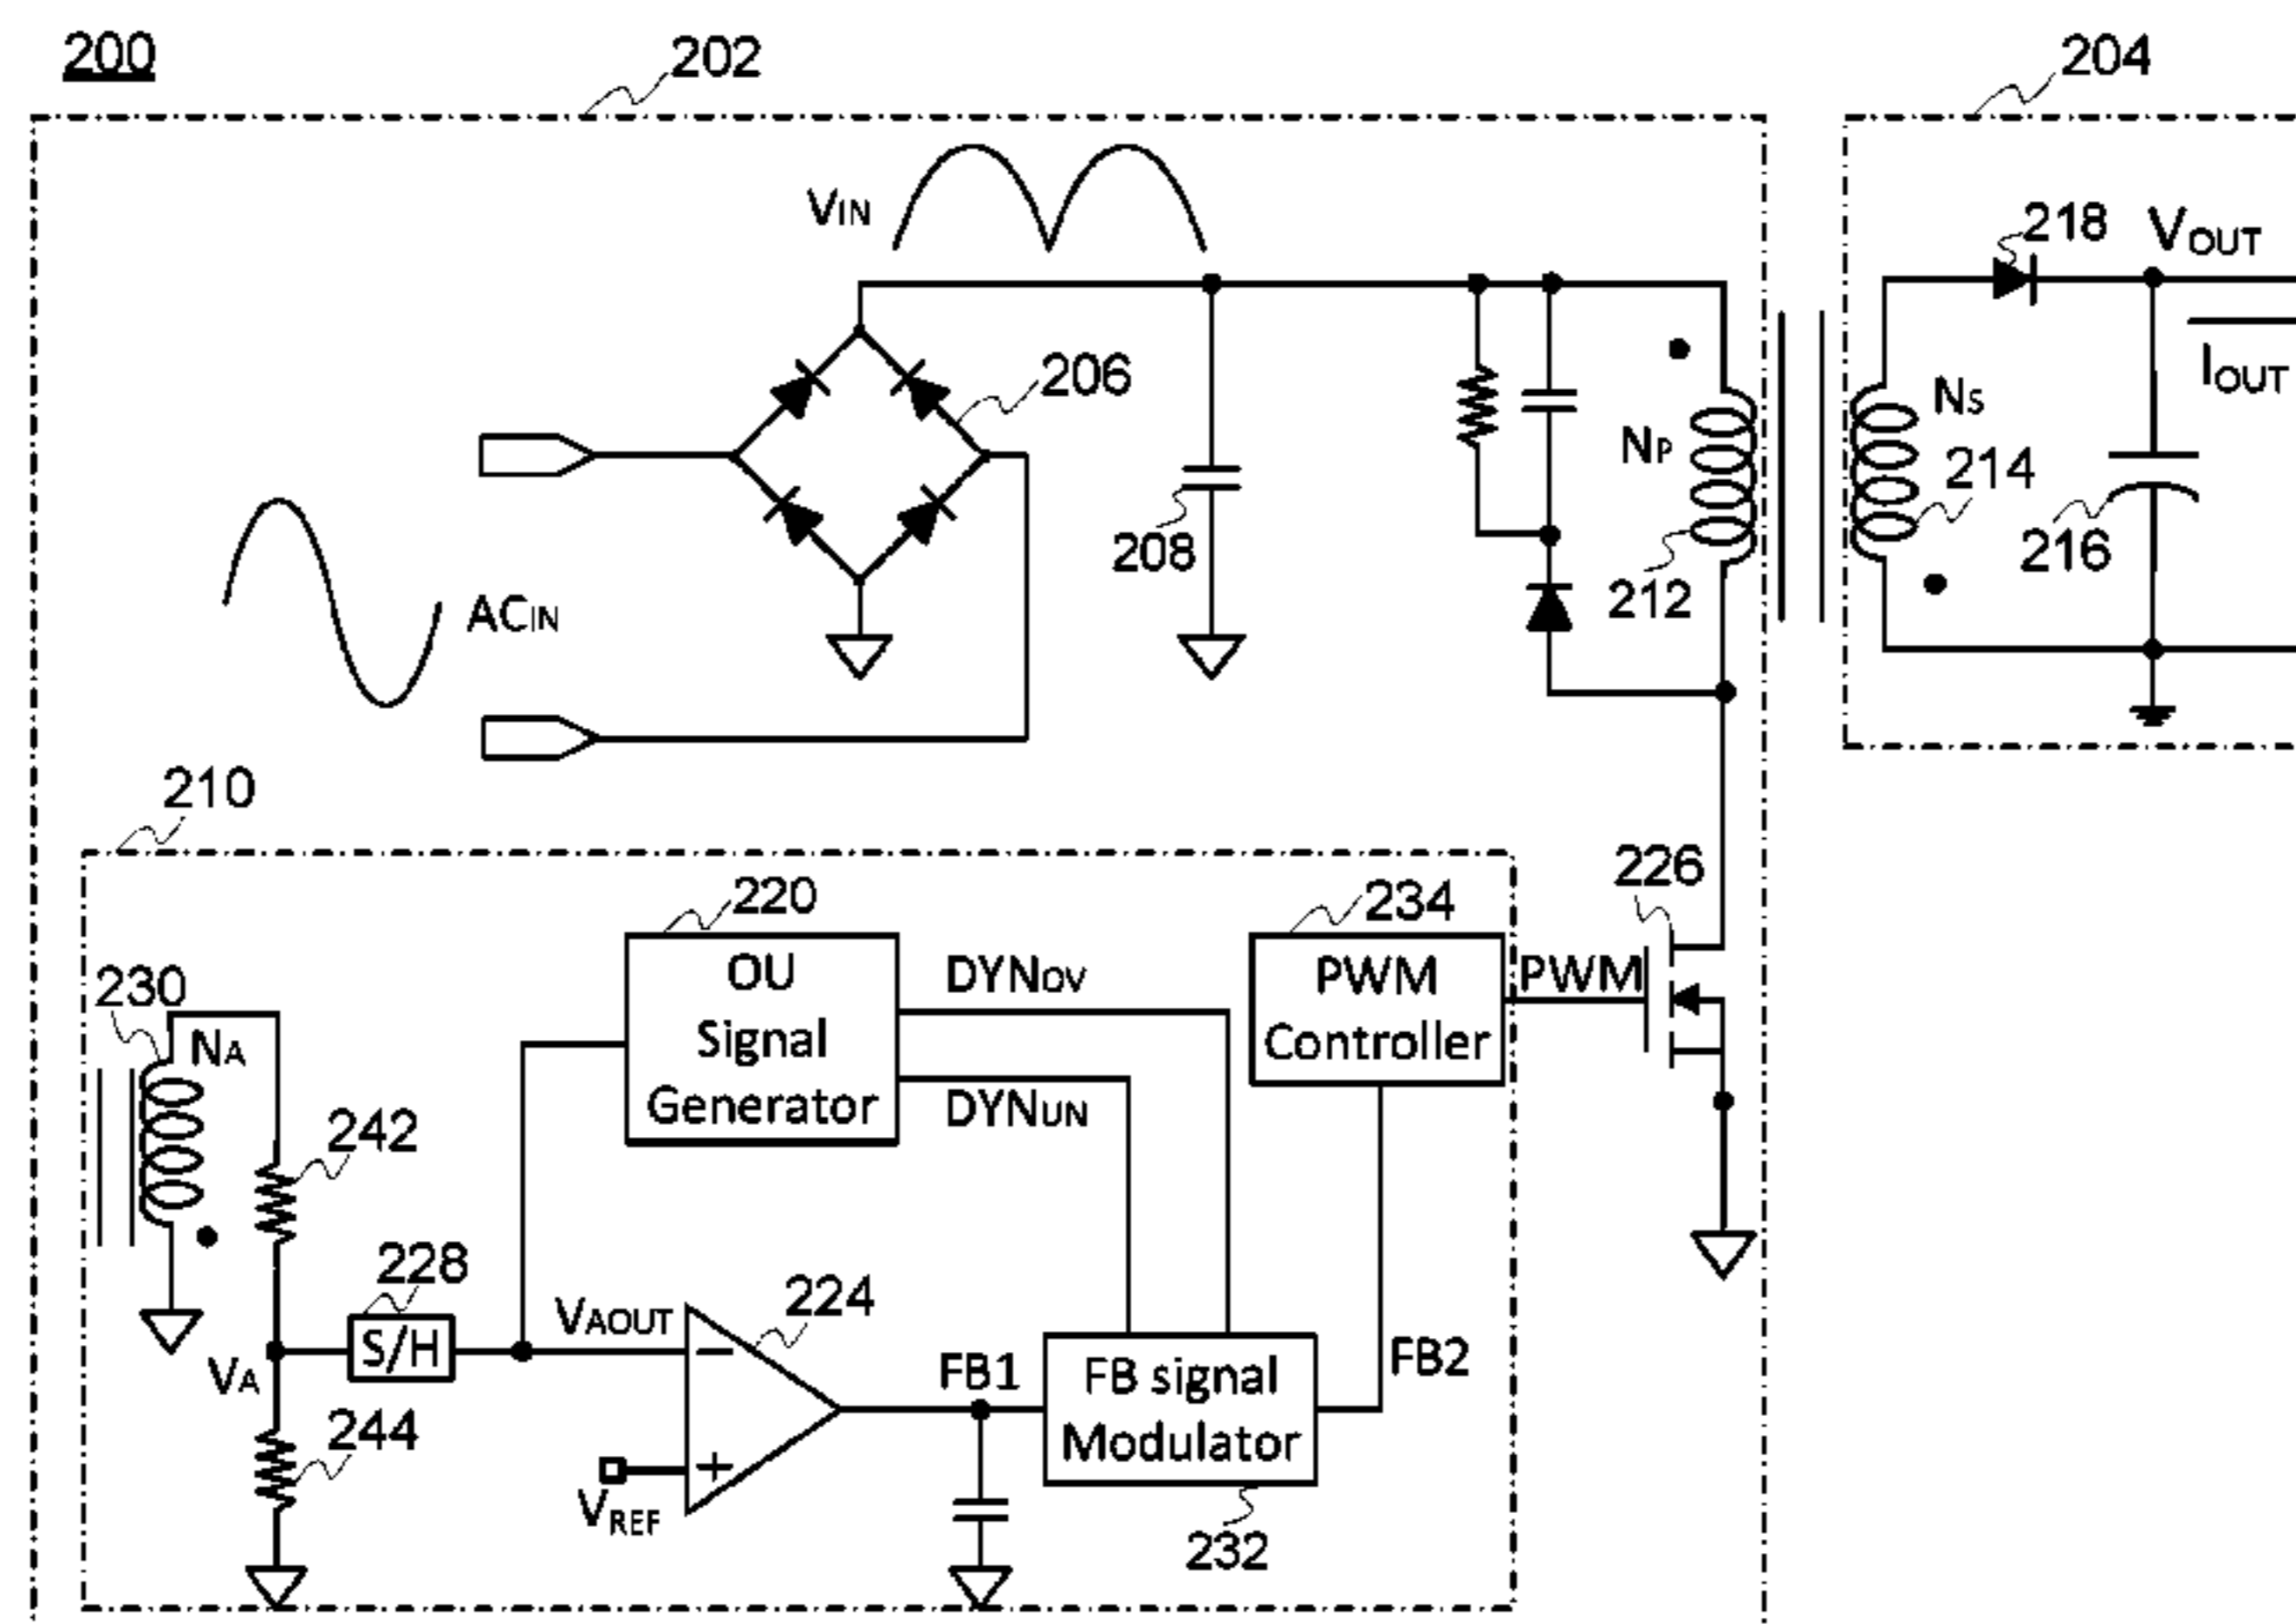 200
202
204
VIN
218
VOUT
IOUT
206
NS
NP
214
208
216
212
ACIN
210
226
220
234
OU
Signal
Generator
DYNOV
DYNUN
PWM
Controller
PWM
230
NA
242
228
S/H
VAOUT
224
VA
FB1
FB signal
Modulator
FB2
244
−
+
VREF
232